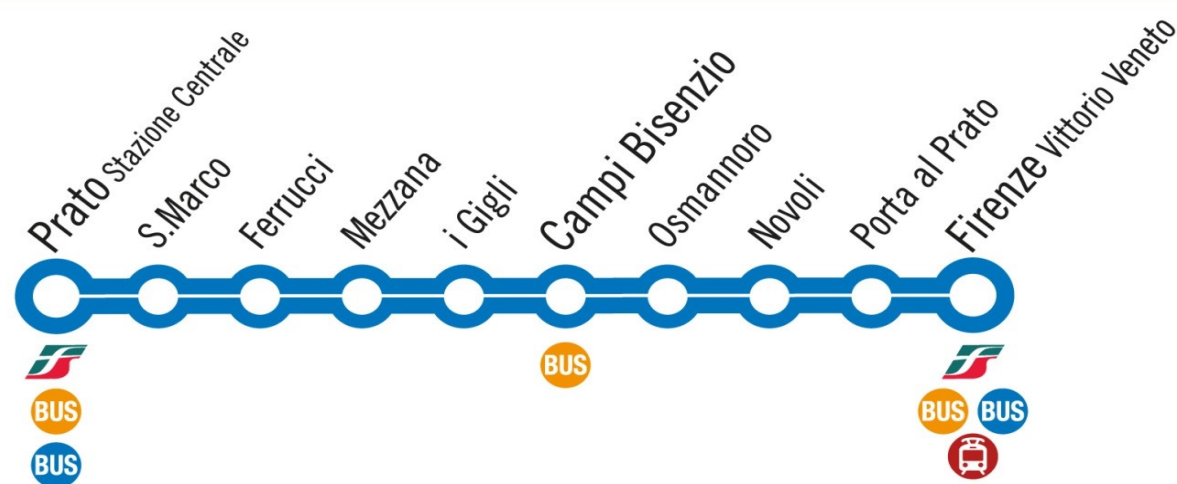 Prato Stazione Centrale
S.Marco
Ferrucci
Mezzana
i Gigli
Campi Bisenzio
Osmannoro
Novoli
Porta al Prato
Firenze Vittorio Veneto
BUS
BUS
BUS
BUS BUS